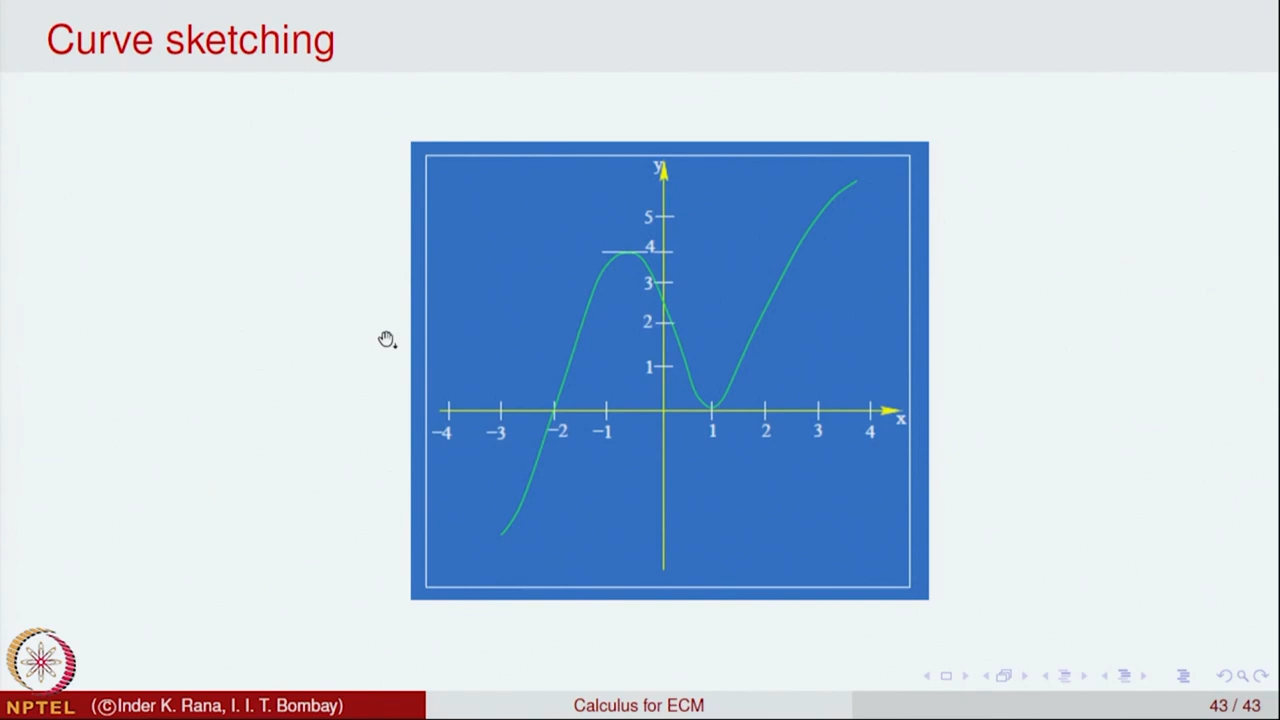 Curve sketching
y
5
4
3
2
1
−4 −3 −2 −1 1 2 3 4 x
NPTEL (©Inder K. Rana, I. I. T. Bombay) Calculus for ECM 43 / 43